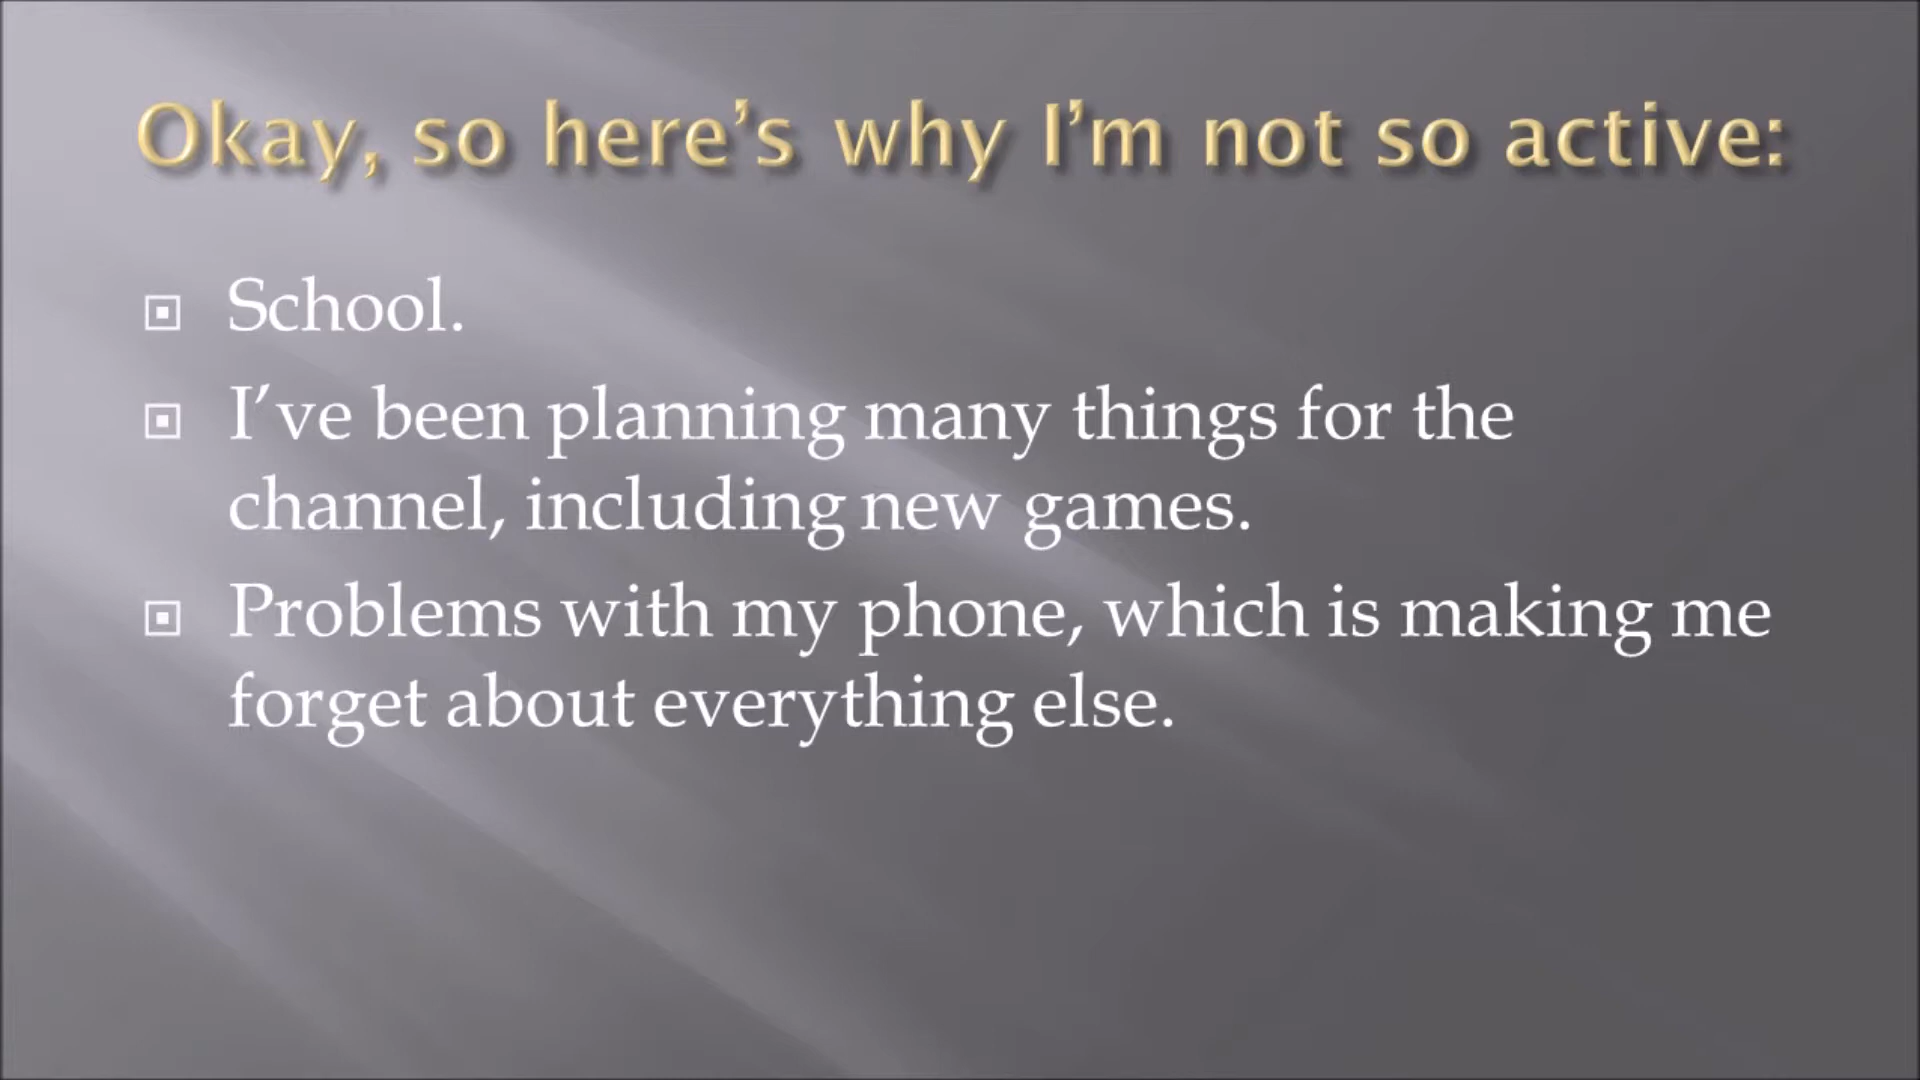 Okay, so here’s why I’m not so active:
School.
I’ve been planning many things for the
channel, including new games.
Problems with my phone, which is making me
forget about everything else.